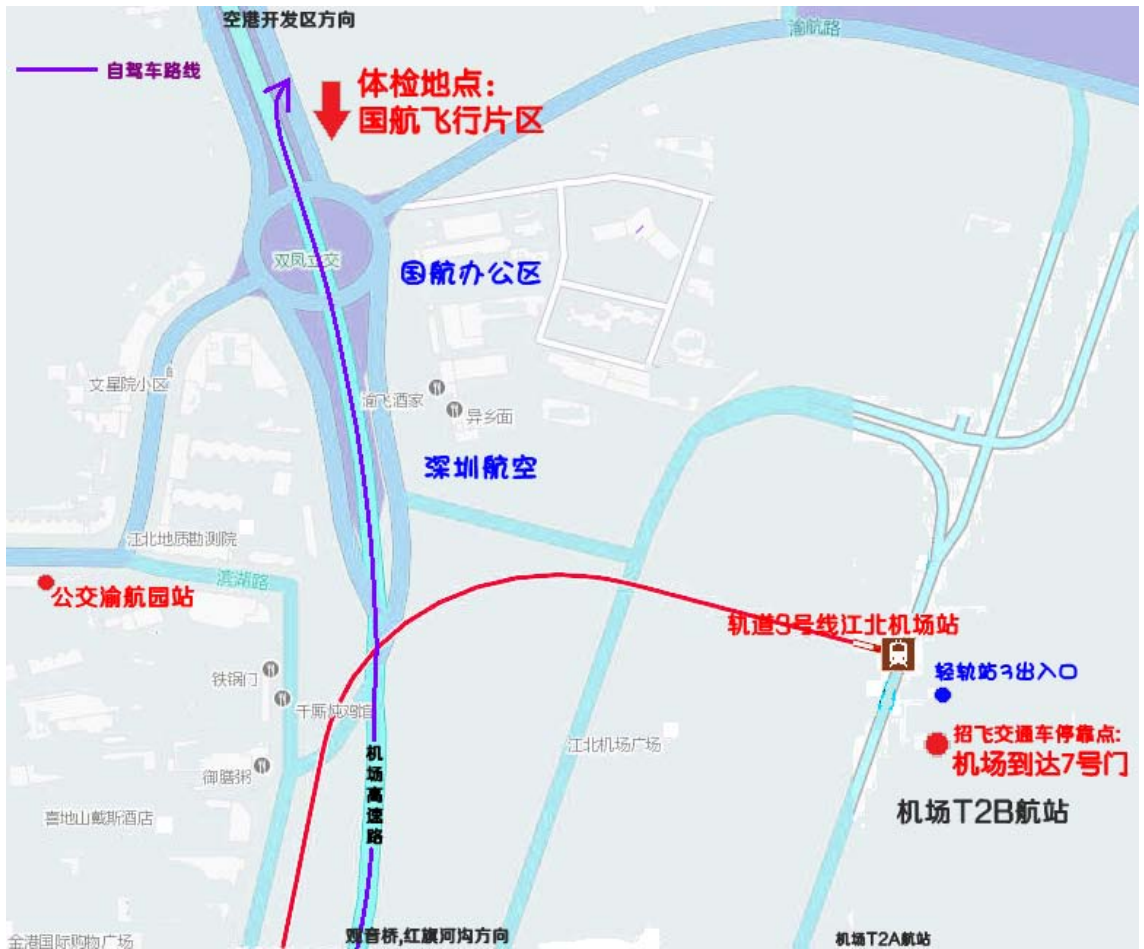 空港开发区方向
渝航路
自驾车路线
体检地点:
国航飞行片区
双凤立交
国航办公区
文星院小区
渝飞酒家
异乡面
深圳航空
江北地质勘测院
滨湖路
公交渝航园站
轨道3号线江北机场站
轻轨站3出入口
铁锅门
千厮炖鸡馆
江北机场广场
招飞交通车停靠点:
机场到达7号门
御膳粥
机场高速路
喜地山戴斯酒店
机场T2B航站
金港国际购物广场
观音桥,红旗河沟方向
机场T2A航站